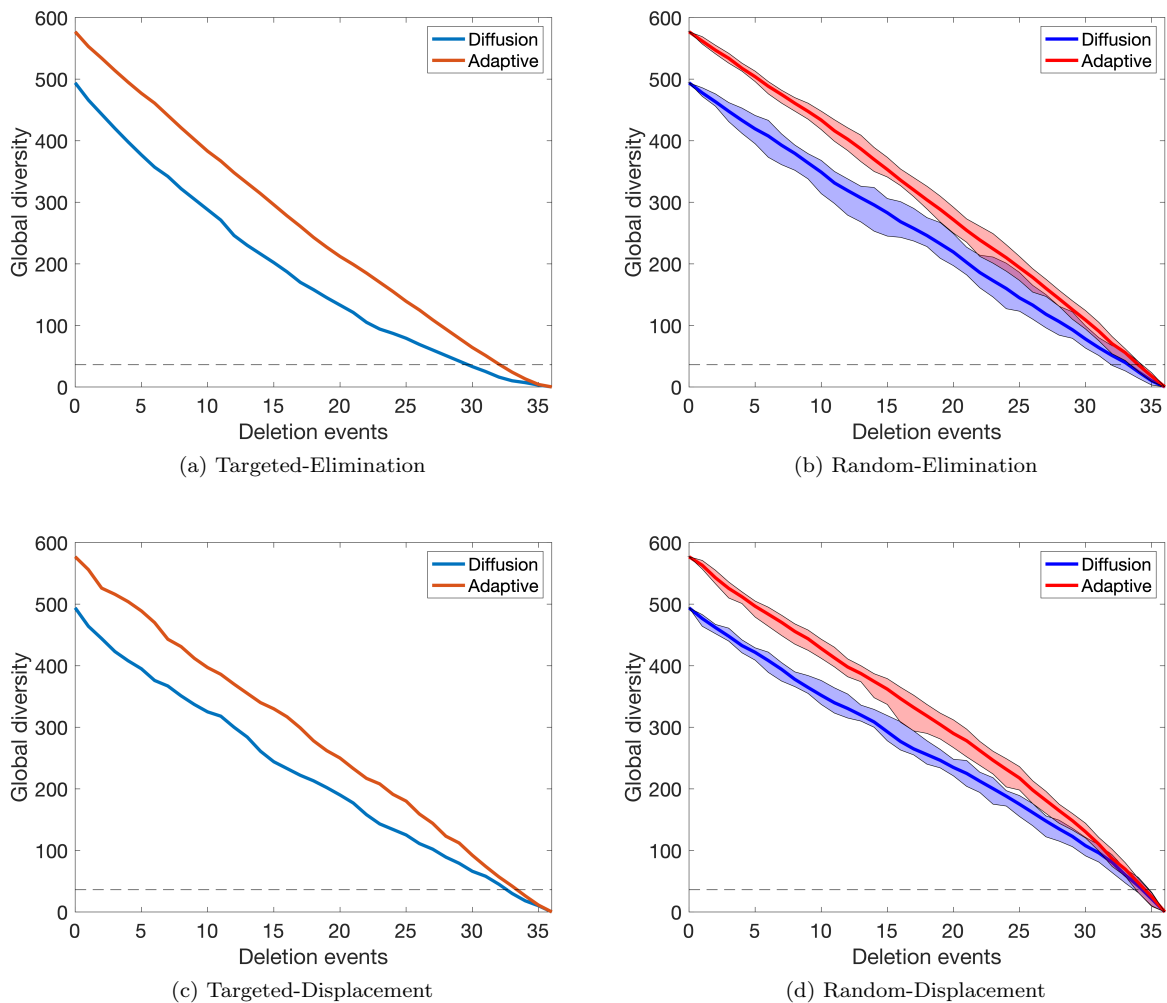 600
500
400
300
200
100
0
Global diversity
Diffusion
Adaptive
0 5 10 15 20 25 30 35
Deletion events
(a) Targeted-Elimination
600
500
400
300
200
100
0
Global diversity
Diffusion
Adaptive
0 5 10 15 20 25 30 35
Deletion events
(b) Random-Elimination
600
500
400
300
200
100
0
Global diversity
Diffusion
Adaptive
0 5 10 15 20 25 30 35
Deletion events
(c) Targeted-Displacement
600
500
400
300
200
100
0
Global diversity
Diffusion
Adaptive
0 5 10 15 20 25 30 35
Deletion events
(d) Random-Displacement